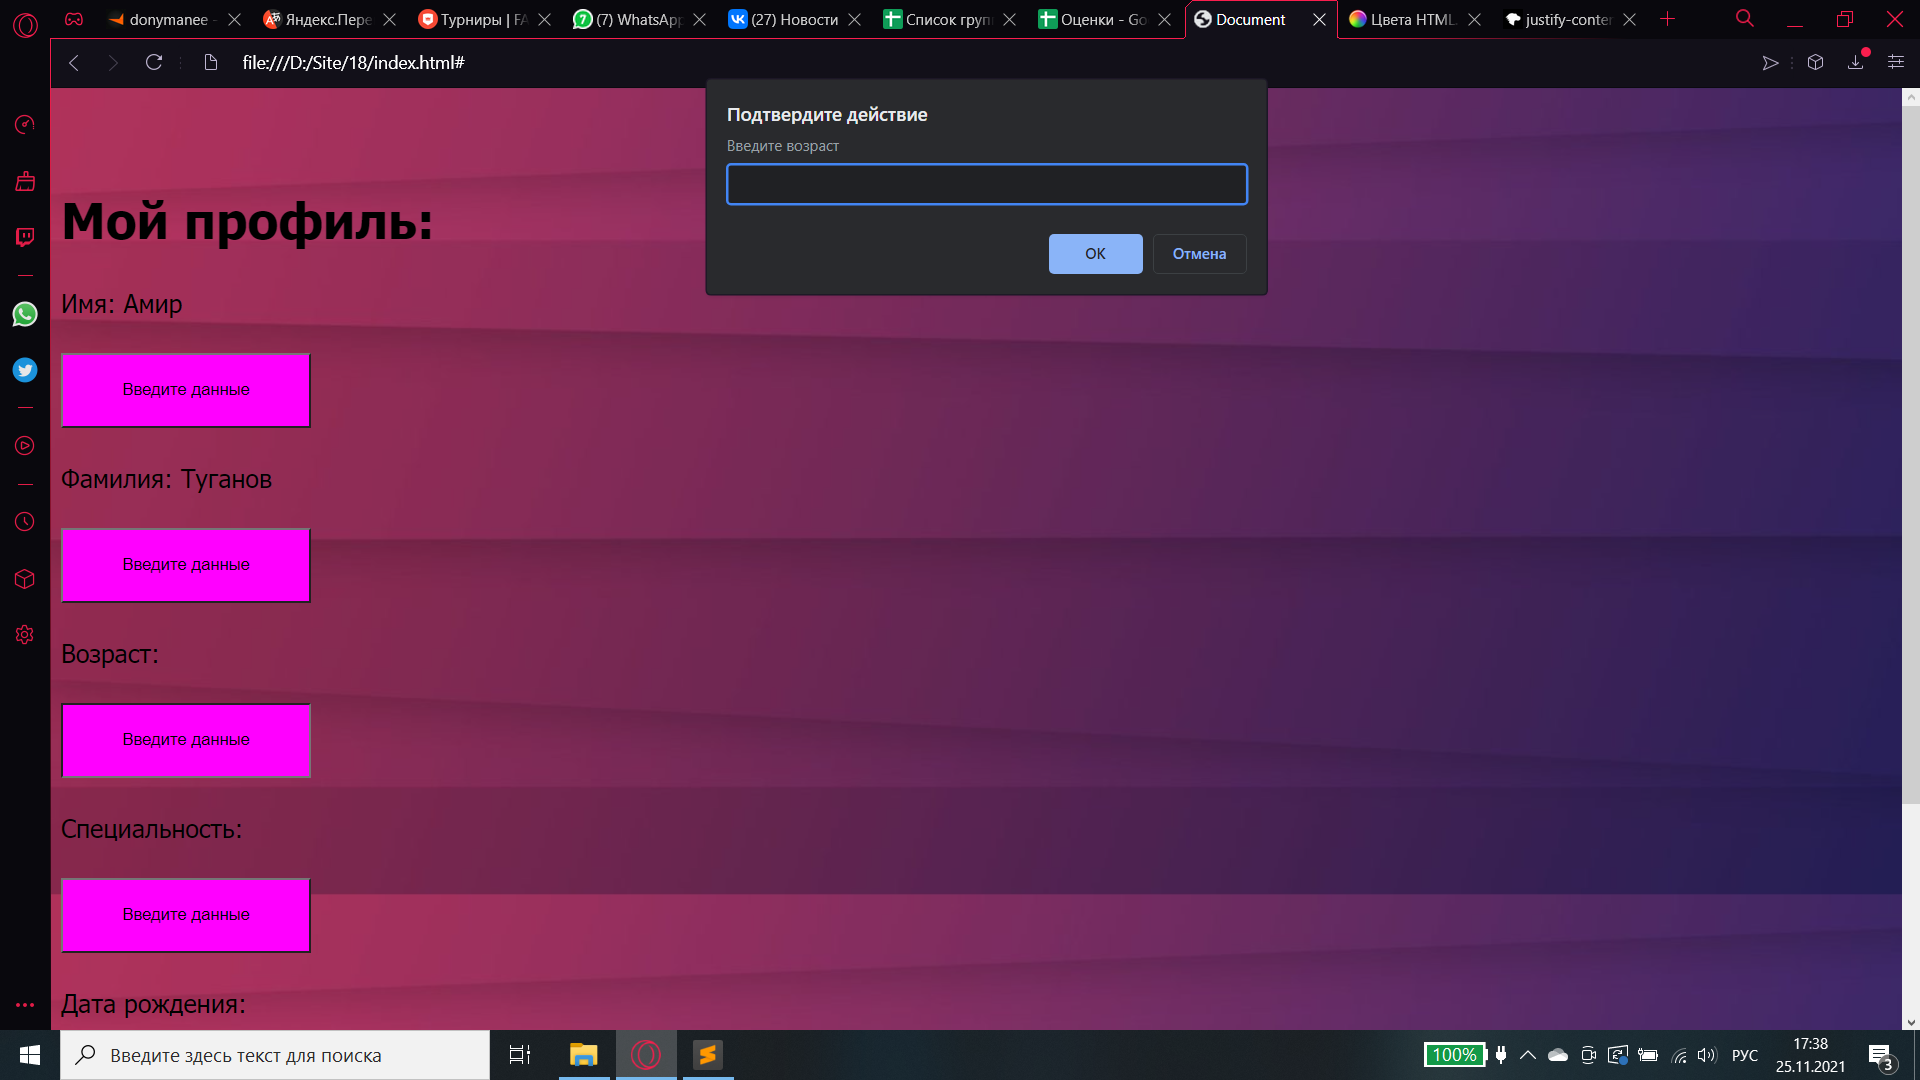 donymanee -
Яндекс.Пере
Турниры | FA
(7) WhatsApp
(27) Новости
Список групп
Оценки - Go
Document
Цвета HTML.
justify-conter
file:///D:/Site/18/index.html#
Подтвердите действие
Введите возраст
ОК
Отмена
Мой профиль:
Имя: Амир
Введите данные
Фамилия: Туганов
Введите данные
Возраст:
Введите данные
Специальность:
Введите данные
Дата рождения:
Введите здесь текст для поиска
100%
РУС
17:38
25.11.2021
3